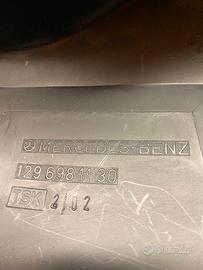 MERCEDES-BENZ
129 698 11 30
TSK 2/02